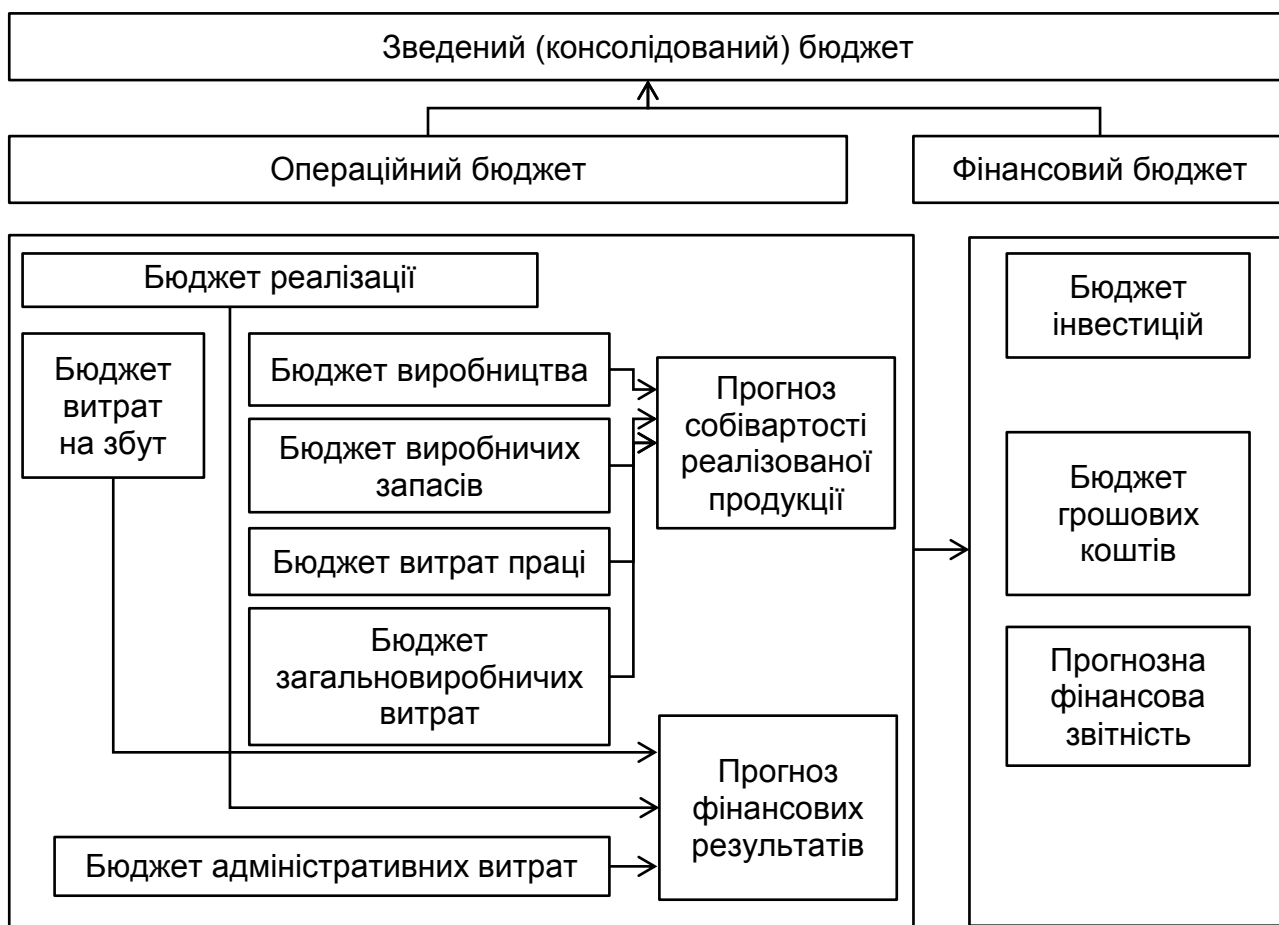 Зведений (консолідований) бюджет
Операційний бюджет
Фінансовий бюджет
Бюджет реалізації
Бюджет
витрат
на збут
Бюджет виробництва
Бюджет виробничих
запасів
Бюджет витрат праці
Бюджет
загальновиробничих
витрат
Прогноз
собівартості
реалізованої
продукції
Прогноз
фінансових
результатів
Бюджет адміністративних витрат
Бюджет
інвестицій
Бюджет
грошових
коштів
Прогнозна
фінансова
звітність